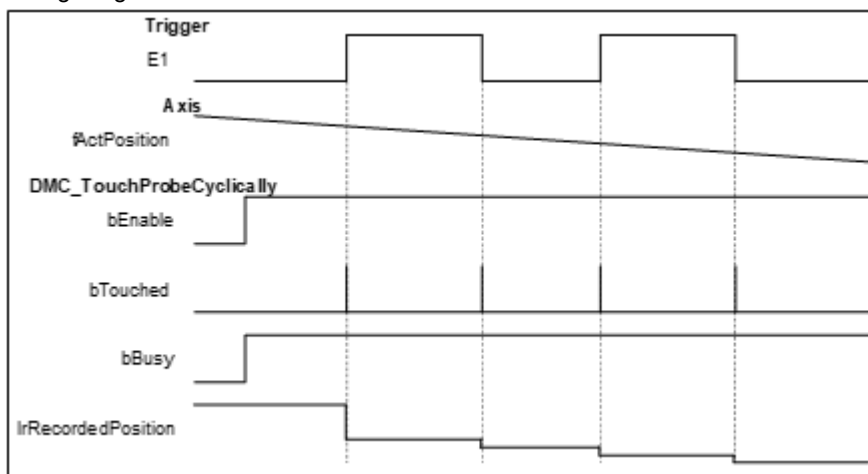 Trigger
E1
Axis
fActPosition
DMC_TouchProbeCyclically
bEnable
bTouched
bBusy
lrRecordedPosition